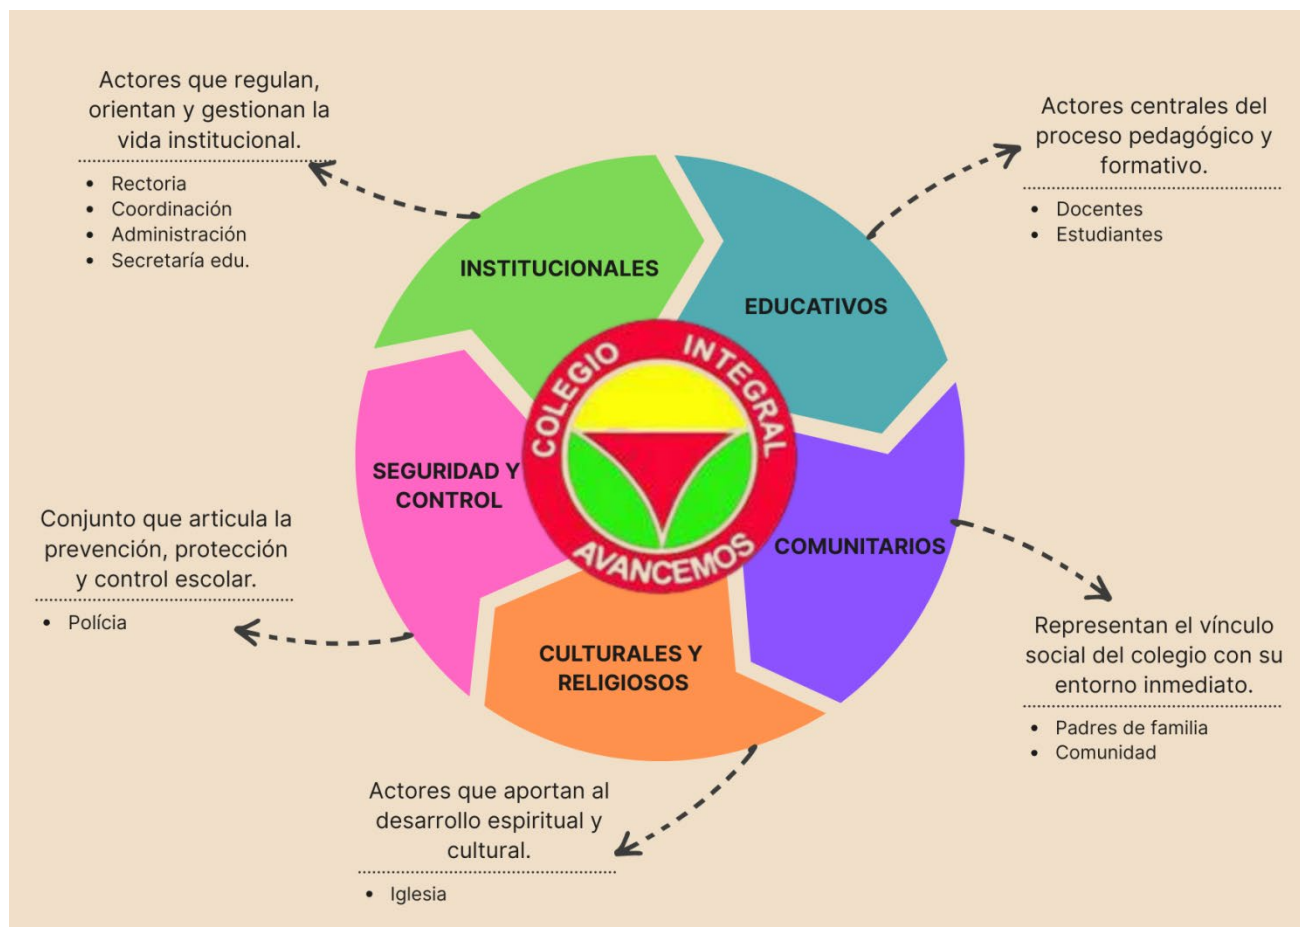 Actores que regulan,
orientan y gestionan la
vida institucional.
• Rectoria
• Coordinación
• Administración
• Secretaría edu.
Actores centrales del
proceso pedagógico y
formativo.
• Docentes
• Estudiantes
INSTITUCIONALES
EDUCATIVOS
COLEGIO INTEGRAL
AVANCEMOS
SEGURIDAD Y
CONTROL
COMUNITARIOS
CULTURALES Y
RELIGIOSOS
Conjunto que articula la
prevención, protección
y control escolar.
• Polícia
Representan el vínculo
social del colegio con su
entorno inmediato.
• Padres de familia
• Comunidad
Actores que aportan al
desarrollo espiritual y
cultural.
• Iglesia